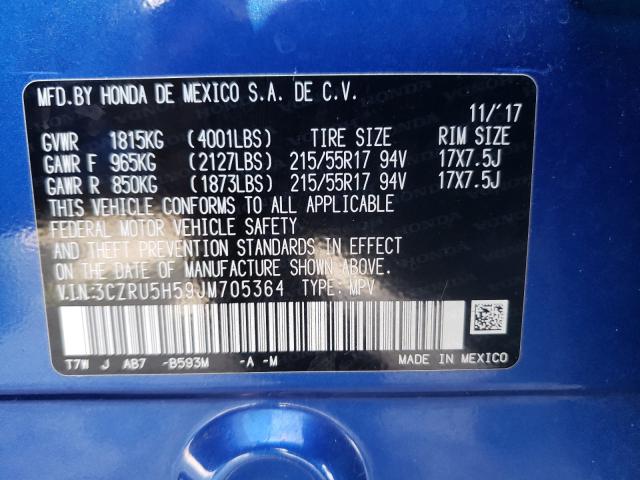 MFD.BY HONDA DE MEXICO S.A. DE C.V.
11/'17
GVWR 1815KG (4001LBS) TIRE SIZE RIM SIZE
GAWR F 965KG (2127LBS) 215/55R17 94V 17X7.5J
GAWR R 850KG (1873LBS) 215/55R17 94V 17X7.5J
THIS VEHICLE CONFORMS TO ALL APPLICABLE
FEDERAL MOTOR VEHICLE SAFETY
AND THEFT PREVENTION STANDARDS IN EFFECT
ON THE DATE OF MANUFACTURE SHOWN ABOVE.
V.I.N:3CZRU5H59JM705364 TYPE: MPV
T7W J AB7 -B593M -A -M MADE IN MEXICO